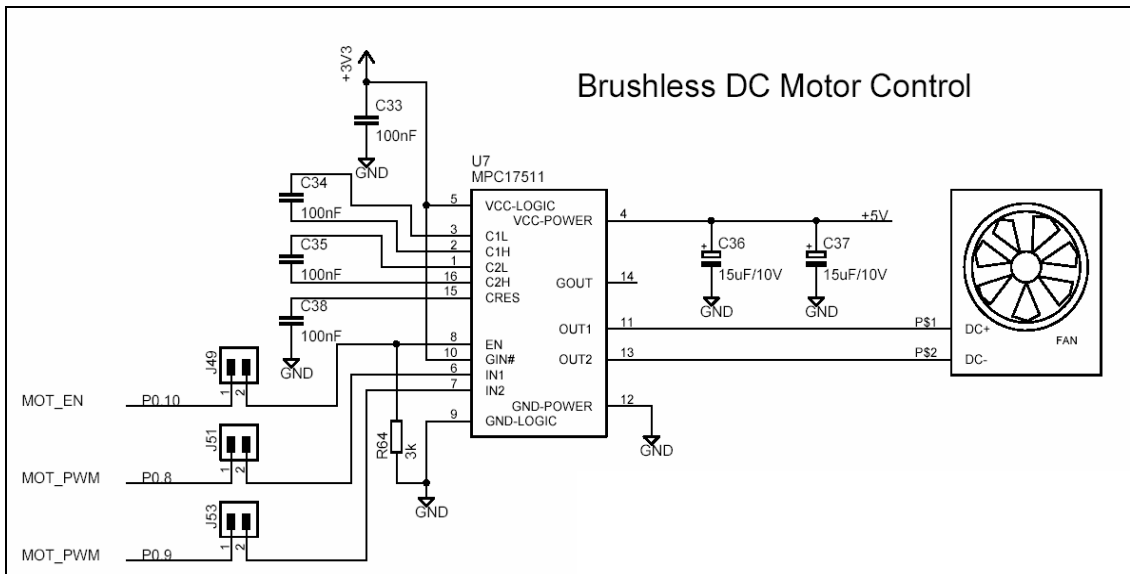 Brushless DC Motor Control
+3V3
C33
100nF
GND
U7
MPC17511
C34
100nF
C35
100nF
C38
100nF
GND
5 VCC-LOGIC
VCC-POWER 4
+5V
3 C1L
2 C1H
1 C2L
16 C2H
15 CRES
GOUT 14
8 EN
10 GIN#
6 IN1
7 IN2
OUT1 11
OUT2 13
GND-POWER 12
9 GND-LOGIC
+ C36
15uF/10V
GND
+ C37
15uF/10V
GND
P$1
DC+
P$2
DC-
FAN
GND
R64
3k
GND
J49
1 2
MOT_EN P0.10
J51
1 2
MOT_PWM P0.8
J53
1 2
MOT_PWM P0.9